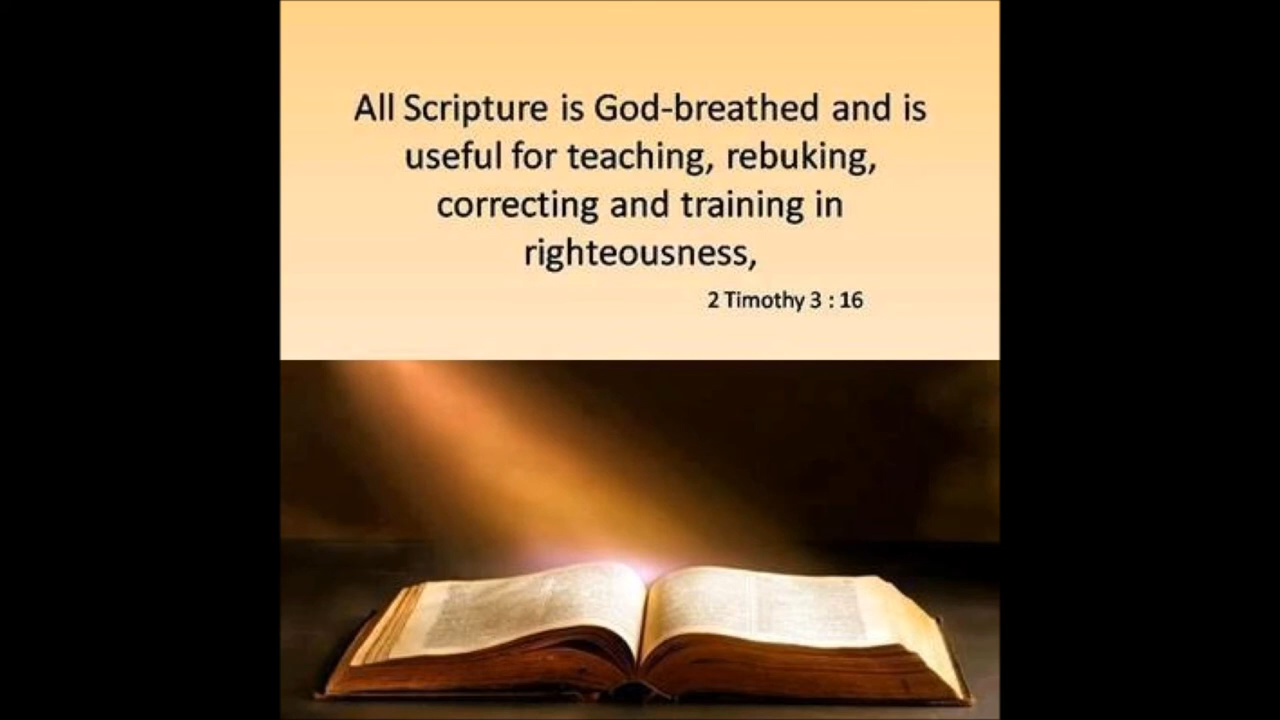 All Scripture is God-breathed and is
useful for teaching, rebuking,
correcting and training in
righteousness,
2 Timothy 3 : 16